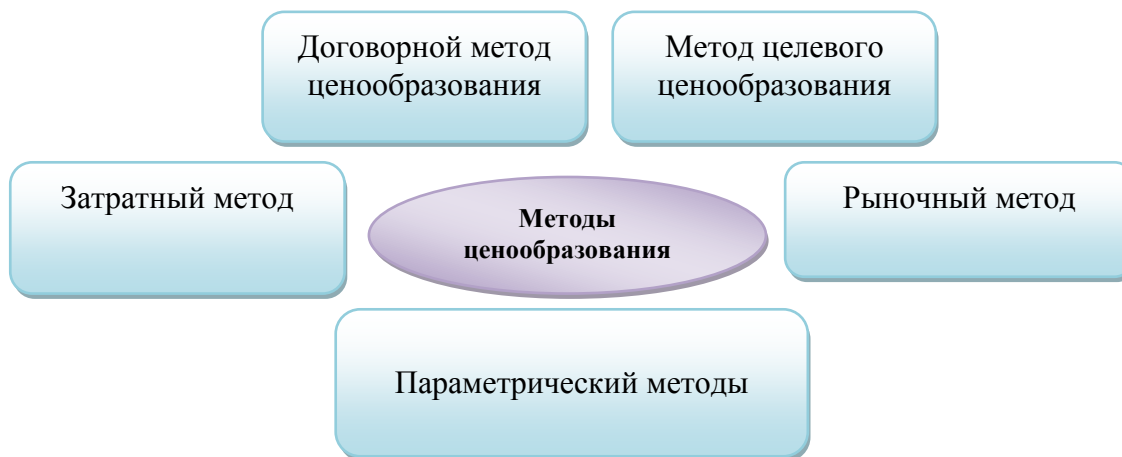 Договорной метод
ценообразования
Метод целевого
ценообразования
Затратный метод
Методы
ценообразования
Рыночный метод
Параметрический методы